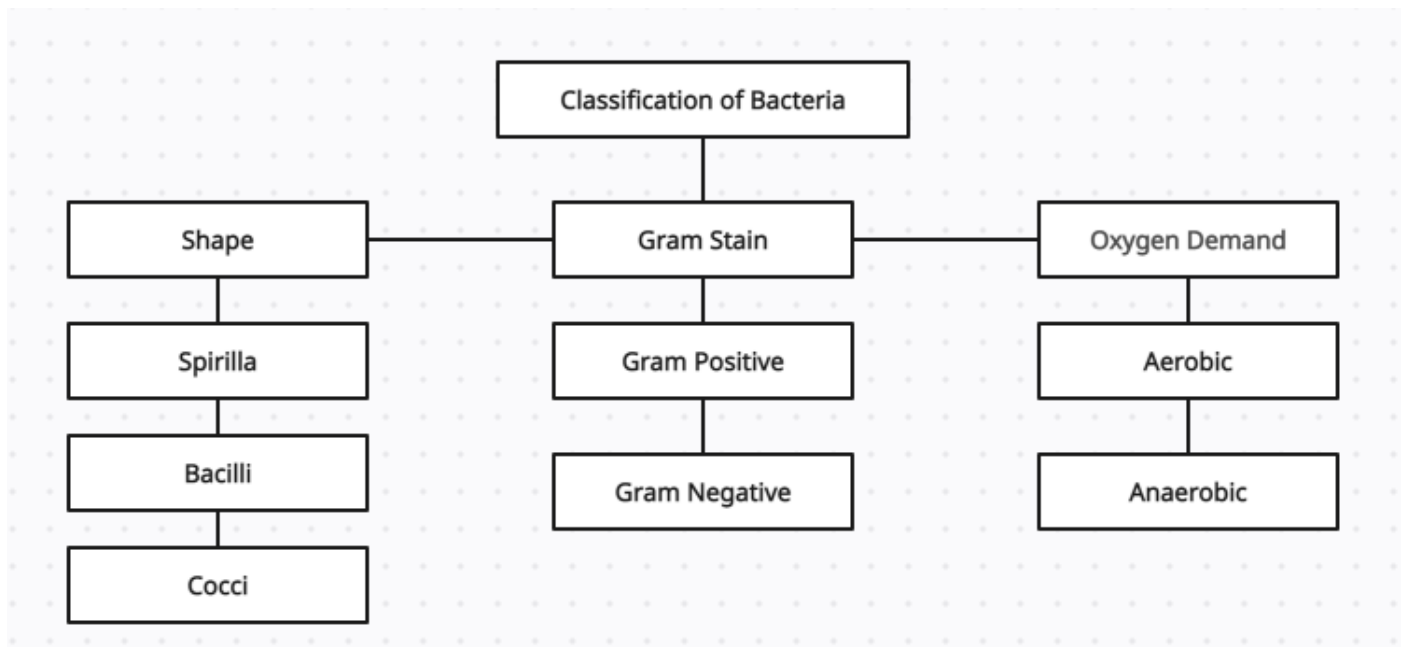 Classification of Bacteria
Shape
Gram Stain
Oxygen Demand
Spirilla
Gram Positive
Aerobic
Bacilli
Gram Negative
Anaerobic
Cocci